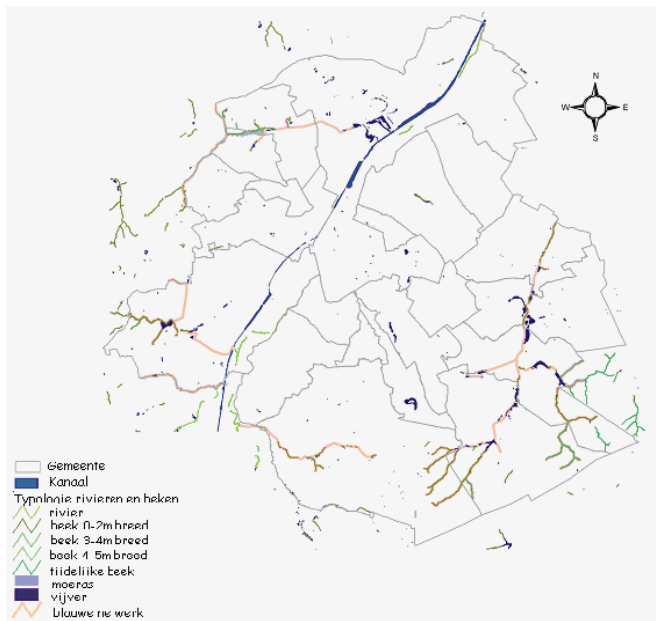 N
W E
S
Gemeente
Kanaal
Typologie rivieren en beken
rivier
beek 0-2m breed
beek 3-4m breed
beek 4-5m breed
tijdelijke beek
moeras
vijver
blauwe ne werk